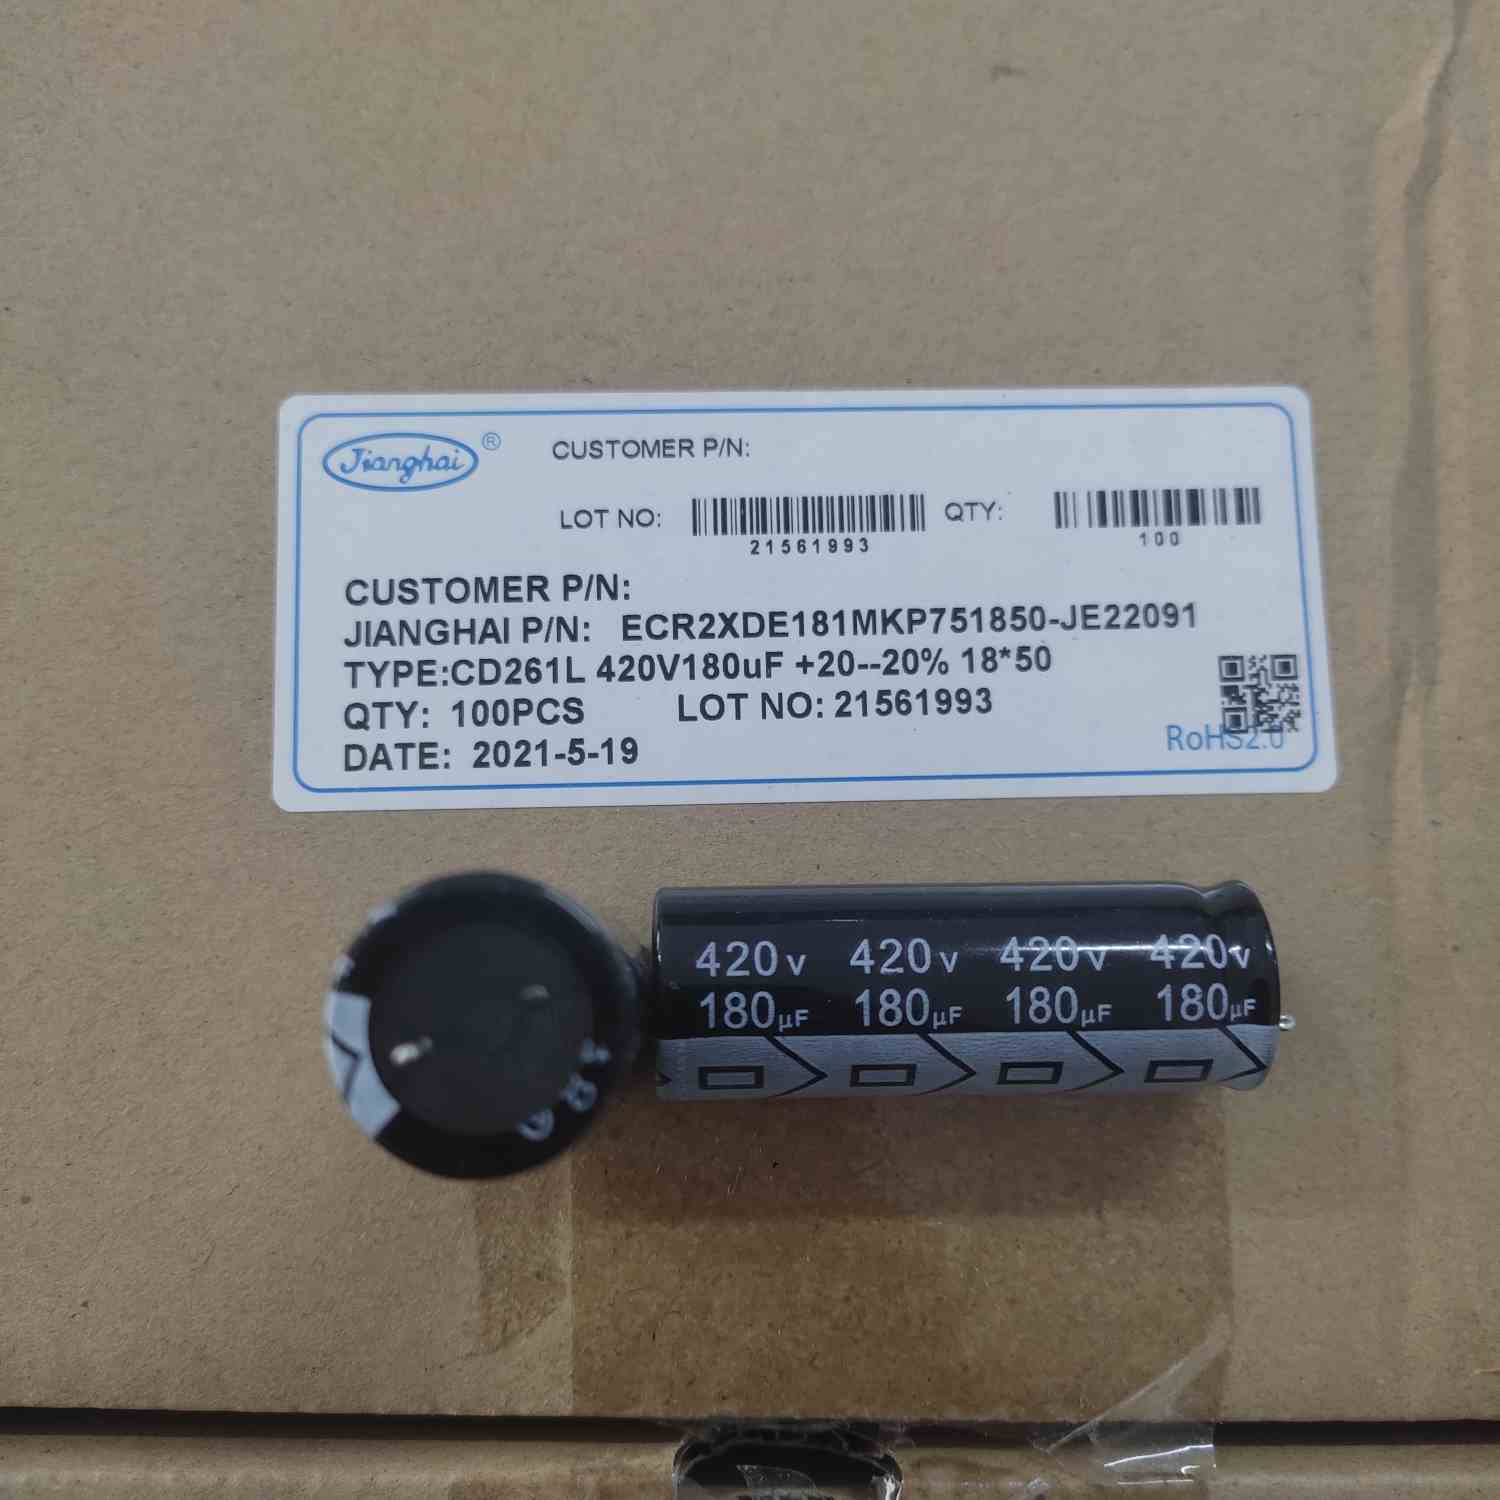 Jianghai ®
CUSTOMER P/N:
LOT NO:
21561993
QTY:
100
CUSTOMER P/N:
JIANGHAI P/N: ECR2XDE181MKP751850-JE22091
TYPE:CD261L 420V180uF +20--20% 18*50
QTY: 100PCS LOT NO: 21561993
DATE: 2021-5-19
RoHS2.0
420V 420V 420V 420V
180µF 180µF 180µF 180µF